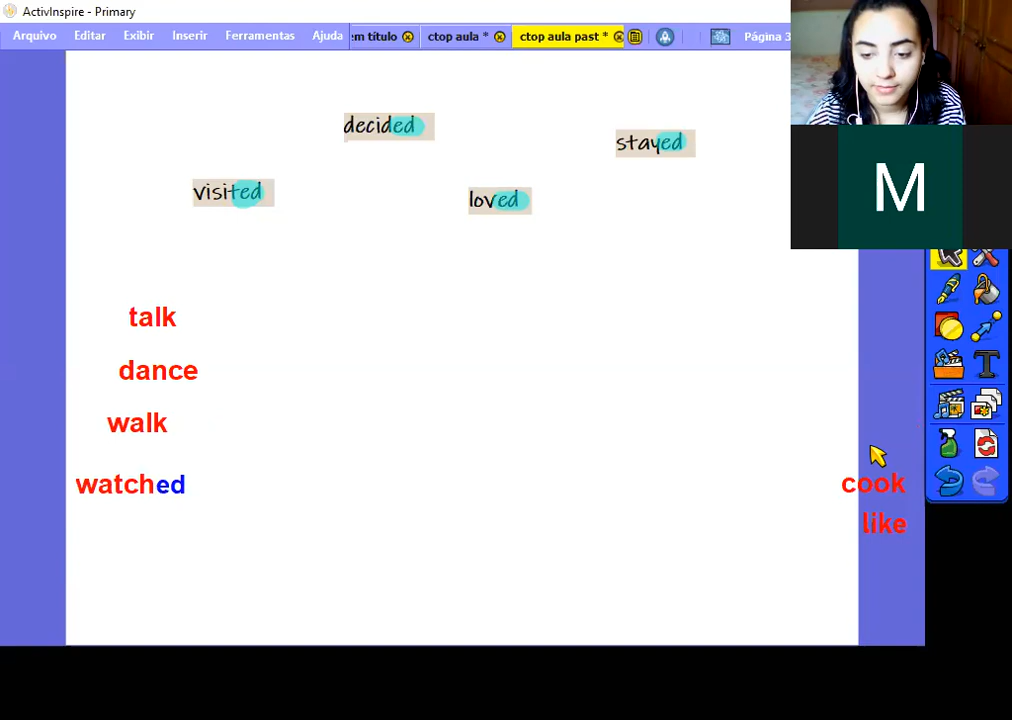 ActivInspire - Primary
Arquivo Editar Exibir Inserir Ferramentas Ajuda
em título ctop aula * ctop aula past * Página 3
decided
stayed
visited
loved
M
talk
dance
walk
watched
cook
like
T